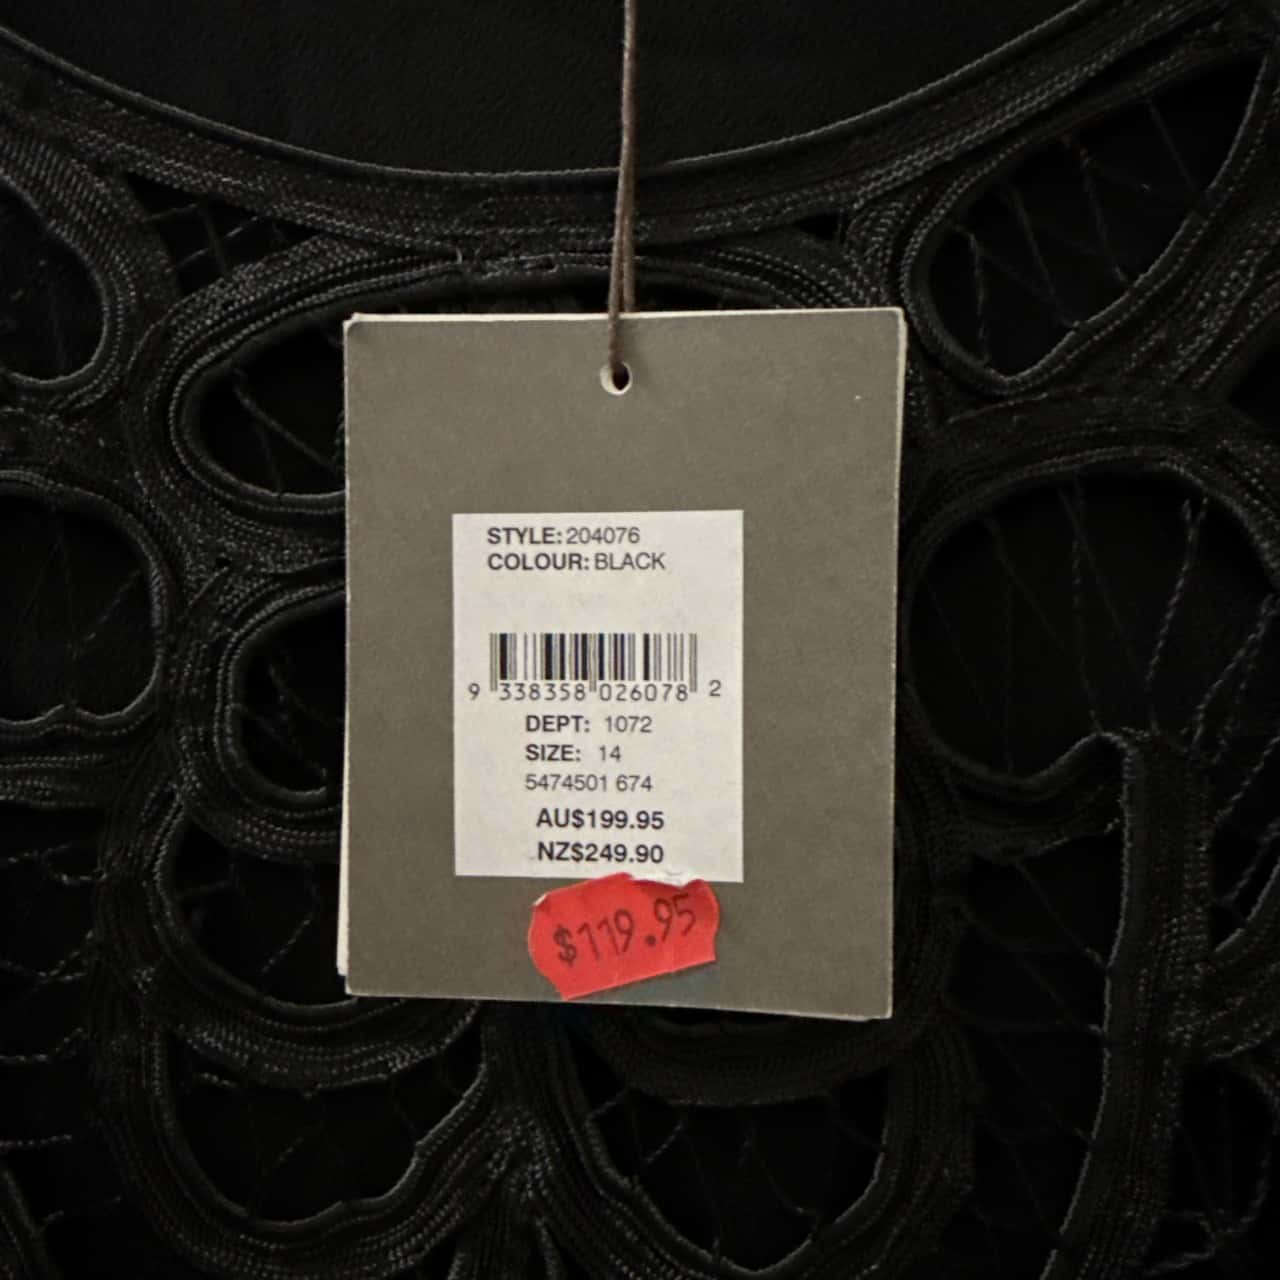 STYLE: 204076
COLOUR: BLACK
9 338358 026078 2
DEPT: 1072
SIZE: 14
5474501 674
AU$199.95
NZ$249.90
$119.95